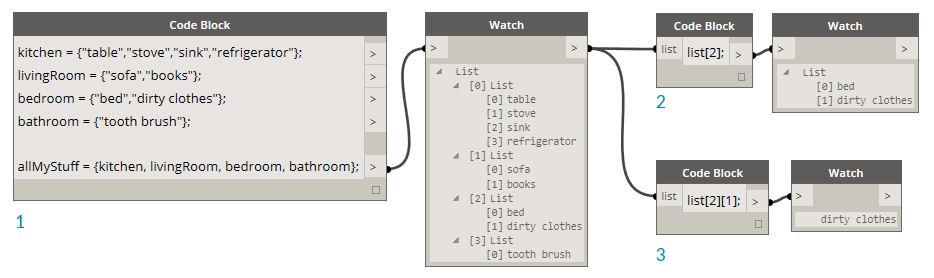 Code Block
kitchen = {"table","stove","sink","refrigerator"}; >
livingRoom = {"sofa","books"}; >
bedroom = {"bed","dirty clothes"}; >
bathroom = {"tooth brush"}; >
allMyStuff = {kitchen, livingRoom, bedroom, bathroom}; >
1
Watch
> >
List
[0] List
[0] table
[1] stove
[2] sink
[3] refrigerator
[1] List
[0] sofa
[1] books
[2] List
[0] bed
[1] dirty clothes
[3] List
[0] tooth brush
Code Block
list list[2]; >
2
Watch
> >
List
[0] bed
[1] dirty clothes
Code Block
list list[2][1]; >
3
Watch
> >
dirty clothes